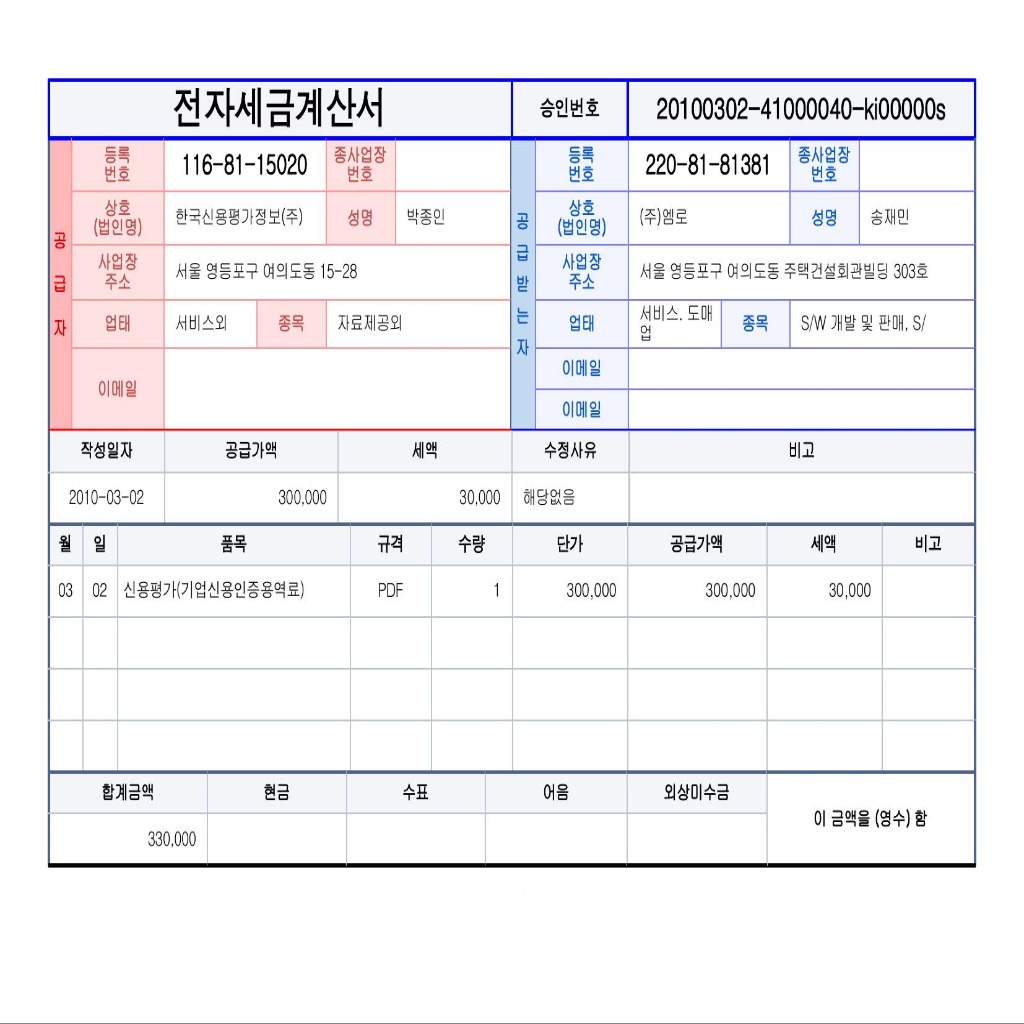 전자세금계산서 승인번호 20100302-41000040-ki00000s
공급자
등록번호 116-81-15020 종사업장번호
상호(법인명) 한국신용평가정보(주) 성명 박종인
사업장주소 서울 영등포구 여의도동 15-28
업태 서비스외 종목 자료제공외
이메일
공급받는자
등록번호 220-81-81381 종사업장번호
상호(법인명) (주)엠로 성명 송재민
사업장주소 서울 영등포구 여의도동 주택건설회관빌딩 303호
업태 서비스. 도매업 종목 S/W 개발 및 판매, S/
이메일
이메일
작성일자 공급가액 세액 수정사유 비고
2010-03-02 300,000 30,000 해당없음
월 일 품목 규격 수량 단가 공급가액 세액 비고
03 02 신용평가(기업신용인증용역료) PDF 1 300,000 300,000 30,000
합계금액 현금 수표 어음 외상미수금 이 금액을 (영수) 함
330,000